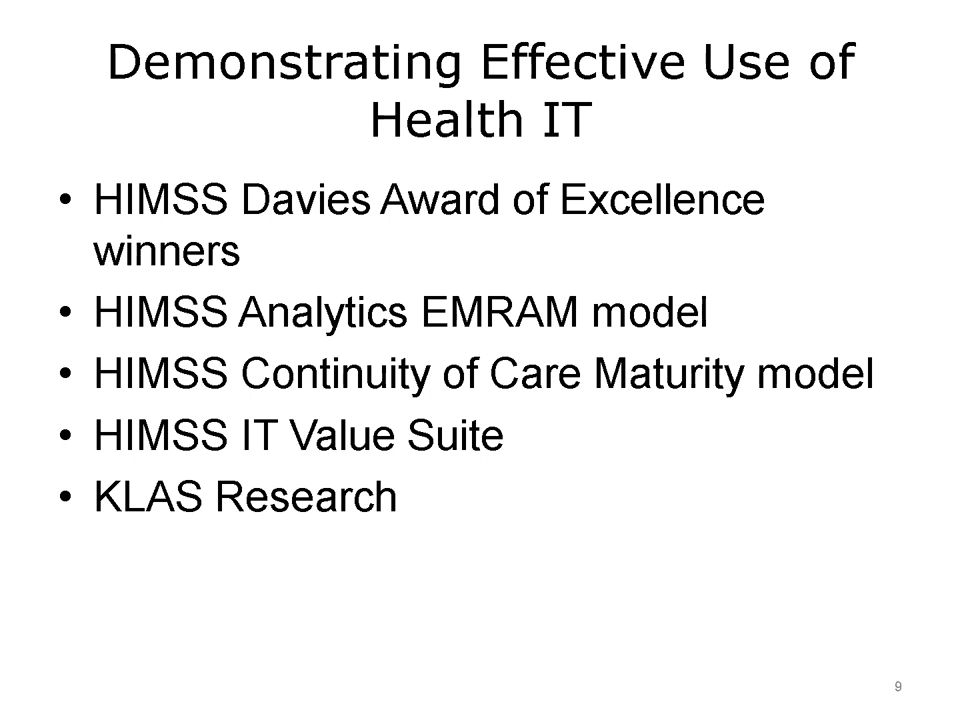 Demonstrating Effective Use of
Health IT
• HIMSS Davies Award of Excellence
winners
• HIMSS Analytics EMRAM model
• HIMSS Continuity of Care Maturity model
• HIMSS IT Value Suite
• KLAS Research
9